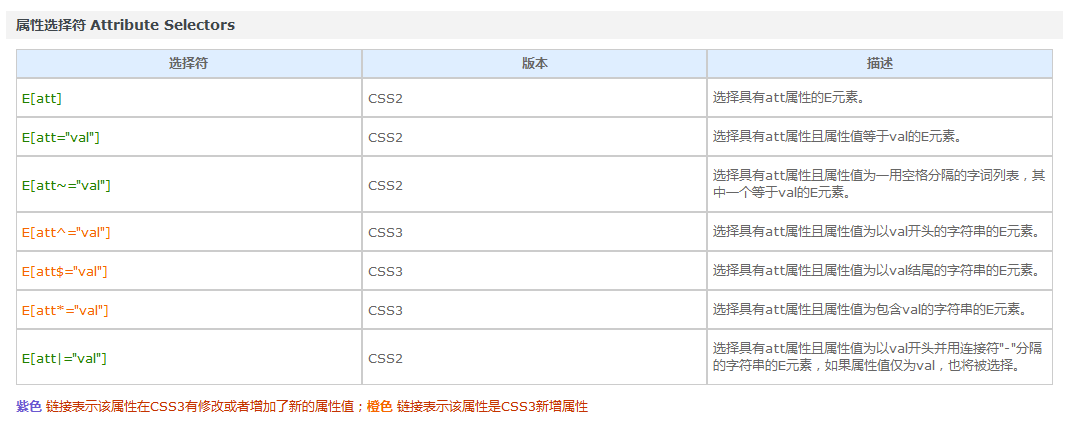 属性选择符 Attribute Selectors
选择符 版本 描述
E[att] CSS2 选择具有att属性的E元素。
E[att="val"] CSS2 选择具有att属性且属性值等于val的E元素。
E[att~="val"] CSS2 选择具有att属性且属性值为一用空格分隔的字词列表，其
中一个等于val的E元素。
E[att^="val"] CSS3 选择具有att属性且属性值为以val开头的字符串的E元素。
E[att$="val"] CSS3 选择具有att属性且属性值为以val结尾的字符串的E元素。
E[att*="val"] CSS3 选择具有att属性且属性值为包含val的字符串的E元素。
E[att|="val"] CSS2 选择具有att属性且属性值为以val开头并用连接符"-"分隔
的字符串的E元素，如果属性值仅为val，也将被选择。
紫色 链接表示该属性在CSS3有修改或者增加了新的属性值；橙色 链接表示该属性是CSS3新增属性